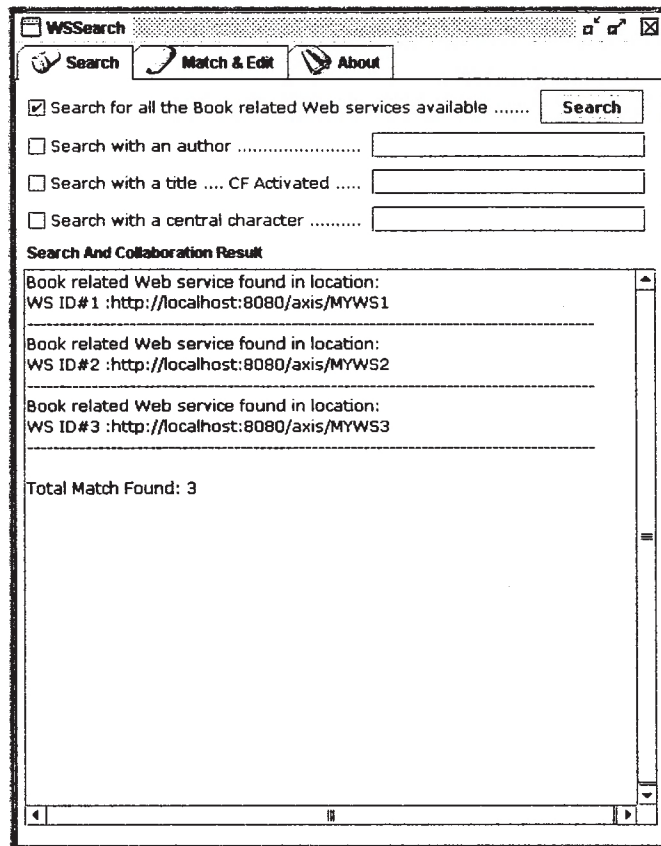 WSSearch
Search Match & Edit About
Search for all the Book related Web services available ....... Search
Search with an author .......................
Search with a title .... CF Activated .....
Search with a central character ..........
Search And Collaboration Result
Book related Web service found in location:
WS ID#1 :http://localhost:8080/axis/MYWS1
--------------------------------------------------------------------------------
Book related Web service found in location:
WS ID#2 :http://localhost:8080/axis/MYWS2
--------------------------------------------------------------------------------
Book related Web service found in location:
WS ID#3 :http://localhost:8080/axis/MYWS3
--------------------------------------------------------------------------------
Total Match Found: 3